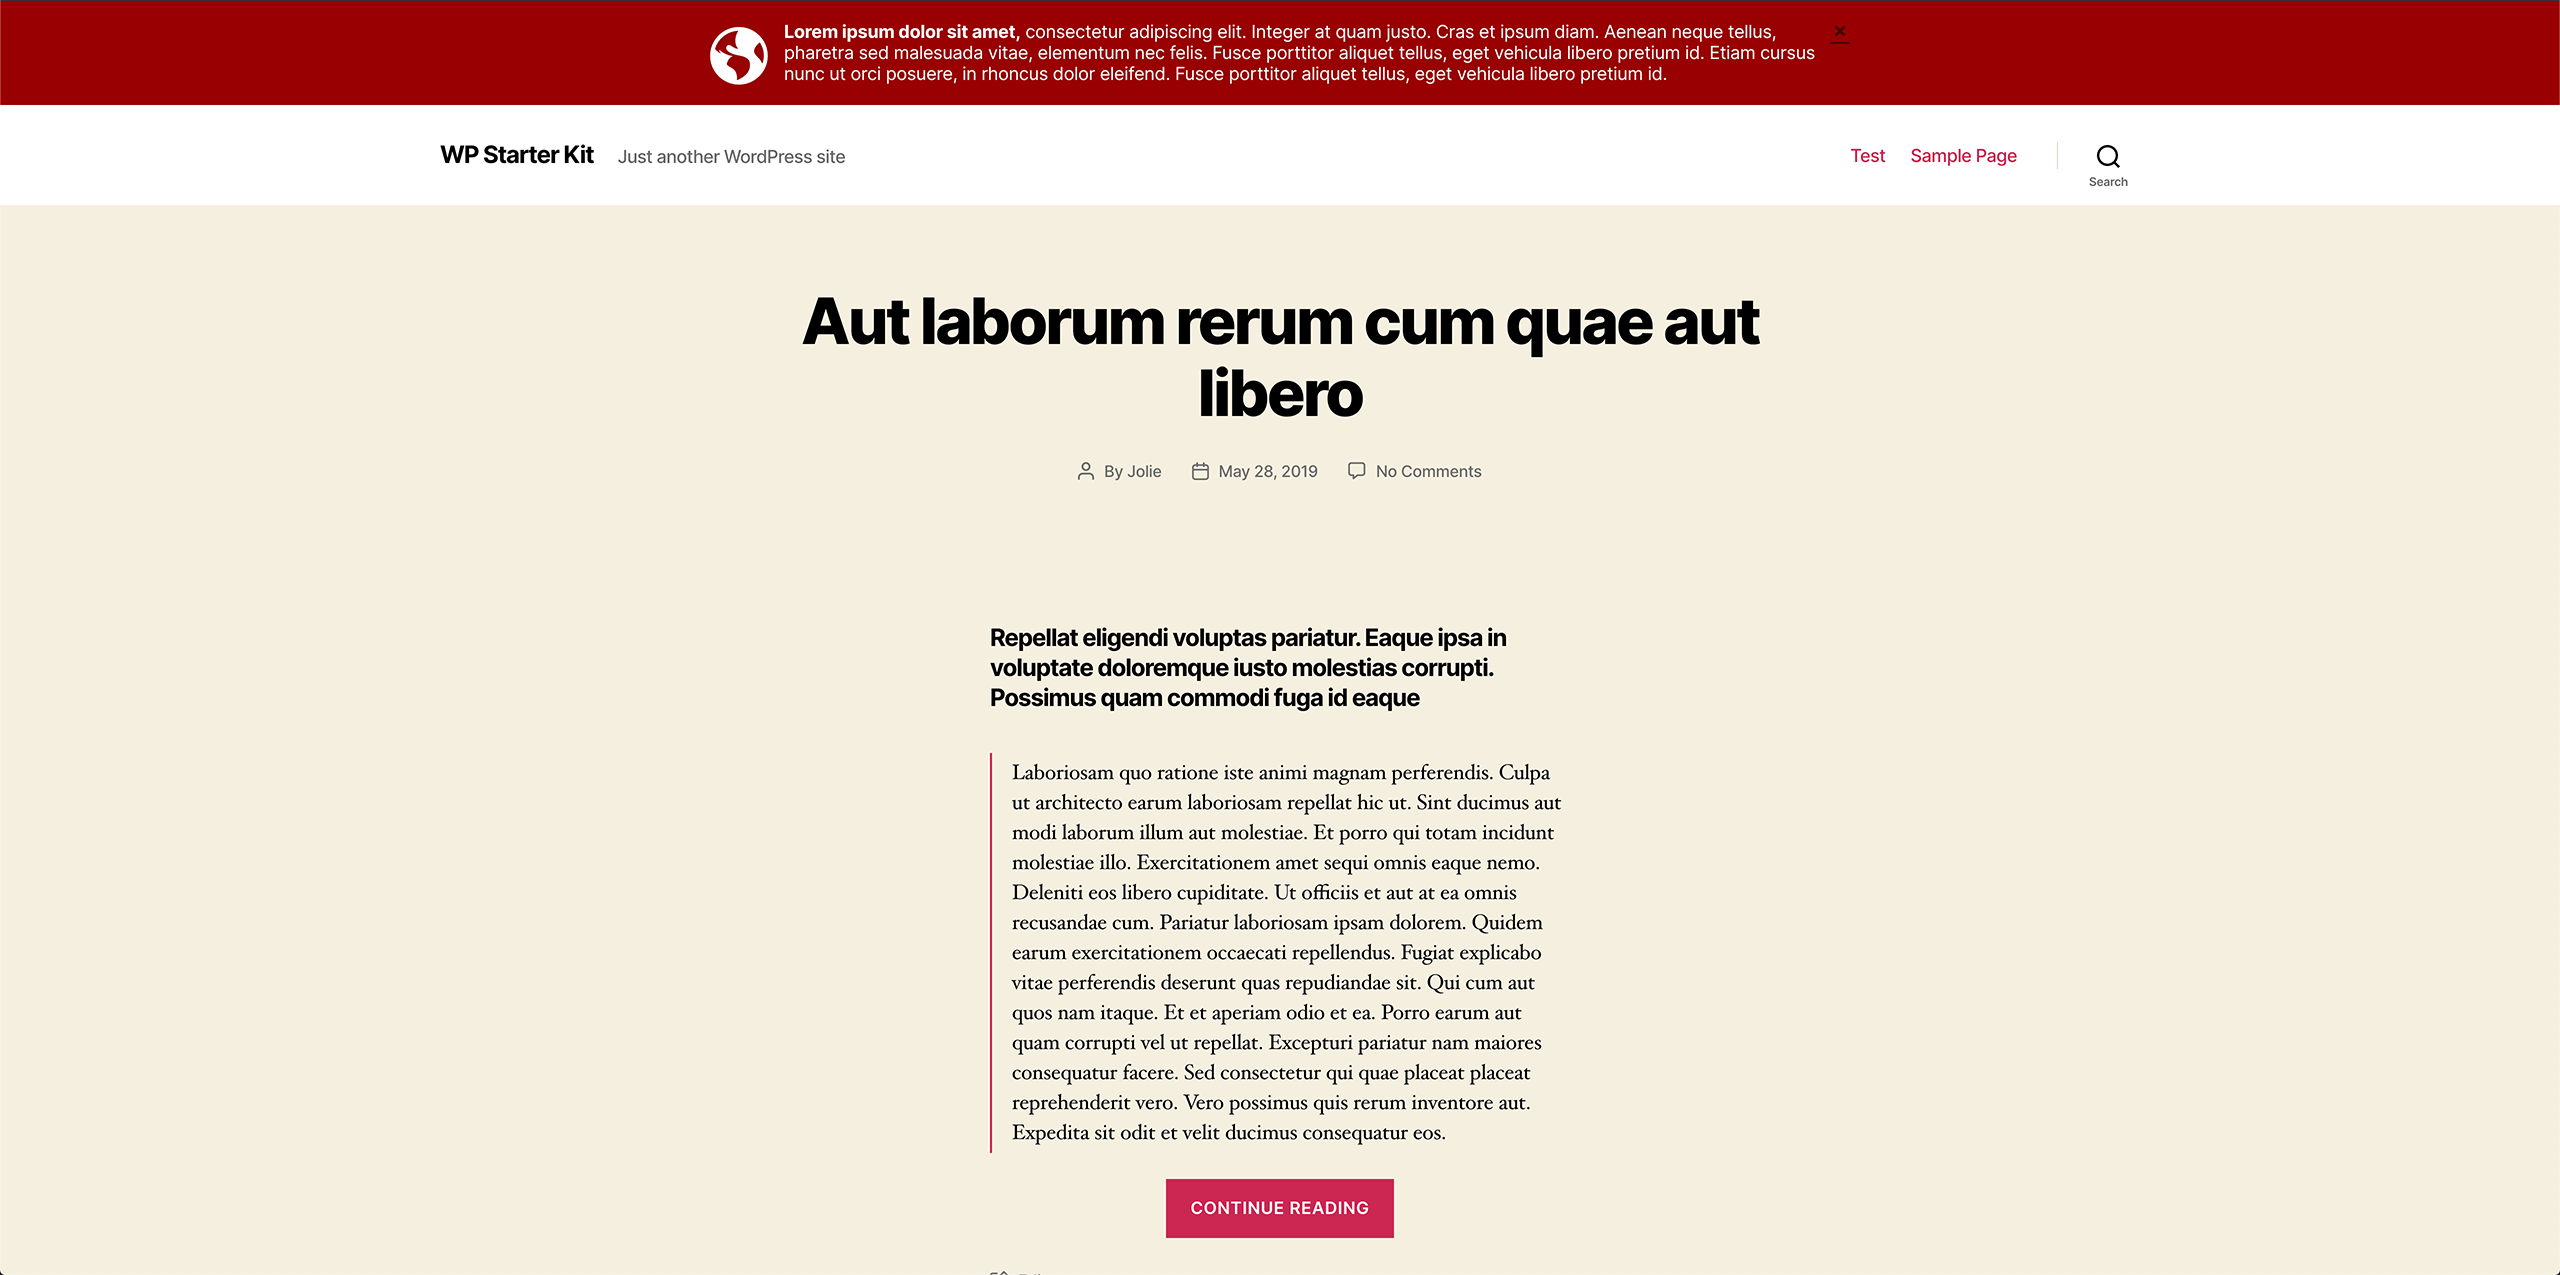 Lorem ipsum dolor sit amet, consectetur adipiscing elit. Integer at quam justo. Cras et ipsum diam. Aenean neque tellus,
pharetra sed malesuada vitae, elementum nec felis. Fusce porttitor aliquet tellus, eget vehicula libero pretium id. Etiam cursus
nunc ut orci posuere, in rhoncus dolor eleifend. Fusce porttitor aliquet tellus, eget vehicula libero pretium id.
WP Starter Kit Just another WordPress site
Test Sample Page
Search
Aut laborum rerum cum quae aut
libero
By Jolie May 28, 2019 No Comments
Repellat eligendi voluptas pariatur. Eaque ipsa in
voluptate doloremque iusto molestias corrupti.
Possimus quam commodi fuga id eaque
Laboriosam quo ratione iste animi magnam perferendis. Culpa
ut architecto earum laboriosam repellat hic ut. Sint ducimus aut
modi laborum illum aut molestiae. Et porro qui totam incidunt
molestiae illo. Exercitationem amet sequi omnis eaque nemo.
Deleniti eos libero cupiditate. Ut officiis et aut at ea omnis
recusandae cum. Pariatur laboriosam ipsam dolorem. Quidem
earum exercitationem occaecati repellendus. Fugiat explicabo
vitae perferendis deserunt quas repudiandae sit. Qui cum aut
quos nam itaque. Et et aperiam odio et ea. Porro earum aut
quam corrupti vel ut repellat. Excepturi pariatur nam maiores
consequatur facere. Sed consectetur qui quae placeat placeat
reprehenderit vero. Vero possimus quis rerum inventore aut.
Expedita sit odit et velit ducimus consequatur eos.
CONTINUE READING